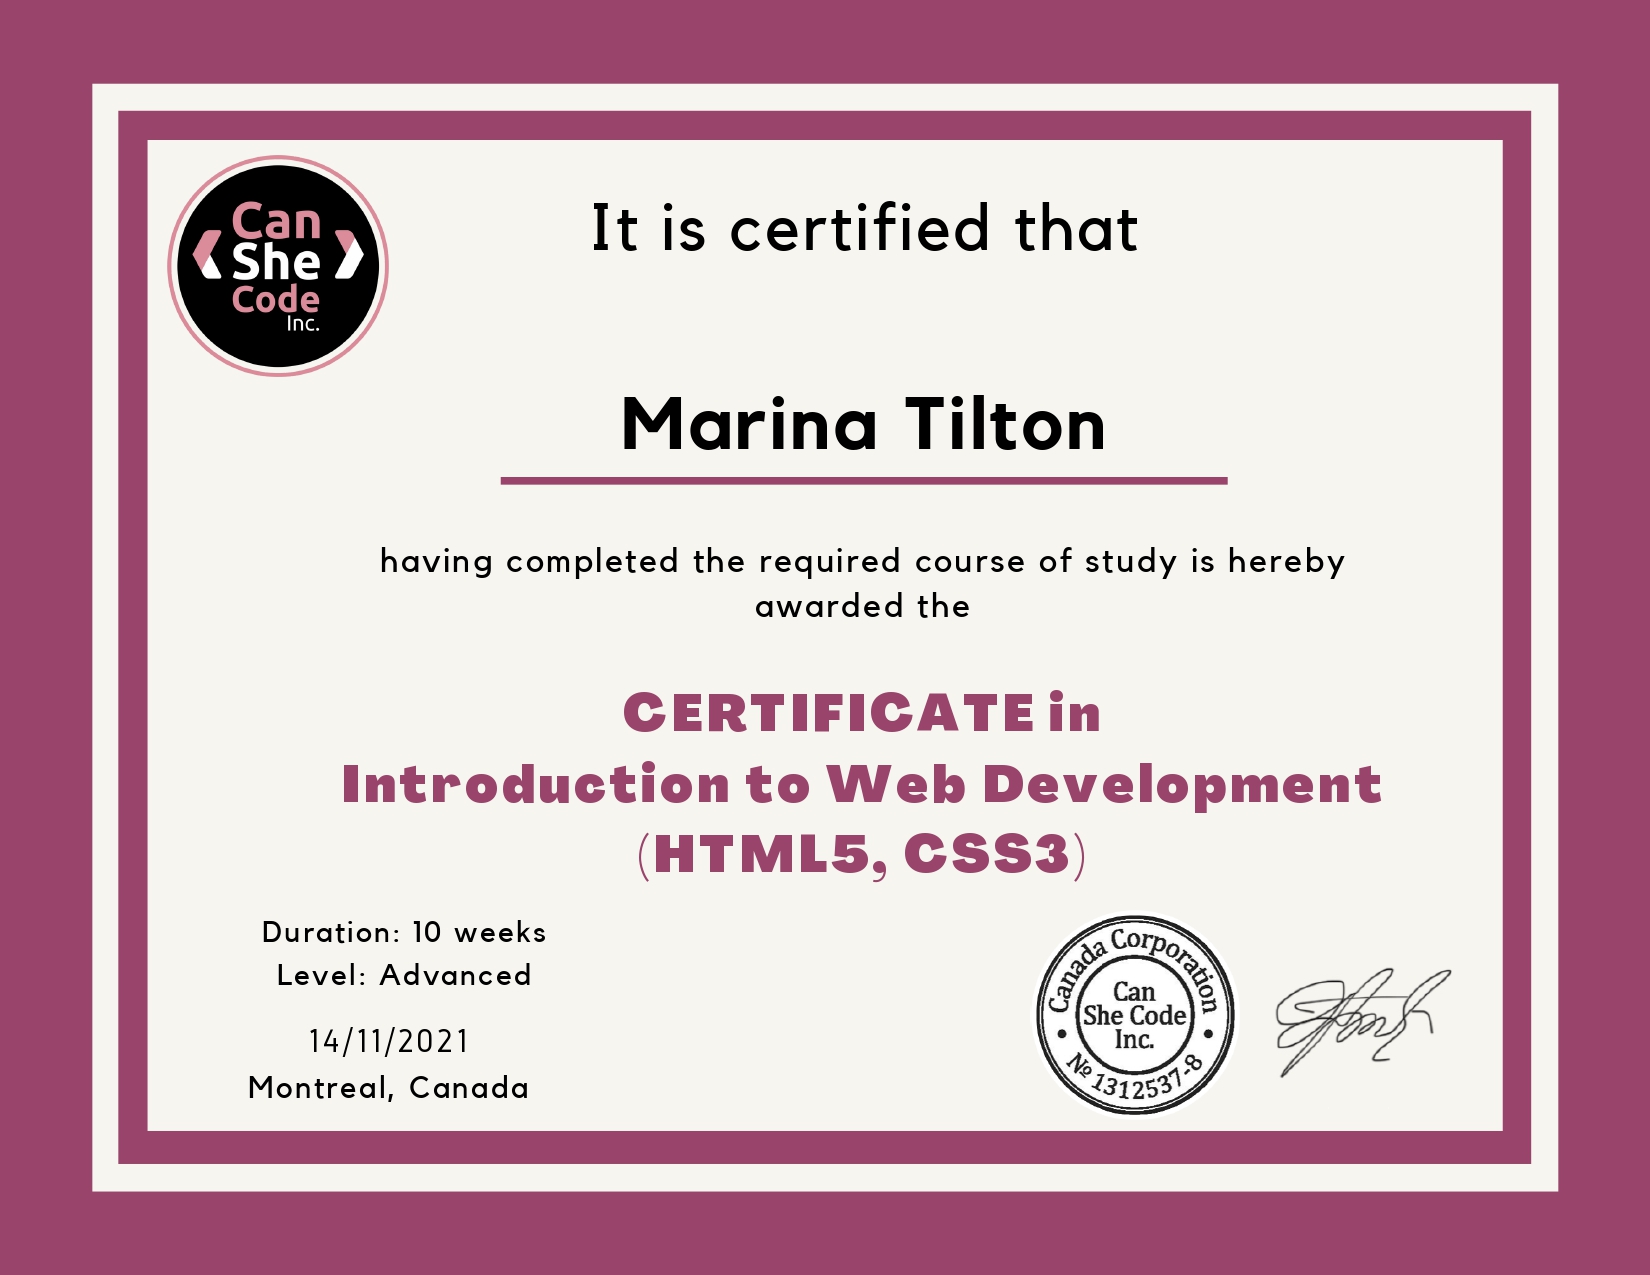 Can
She
Code
Inc.
It is certified that
Marina Tilton
having completed the required course of study is hereby
awarded the
CERTIFICATE in
Introduction to Web Development
(HTML5, CSS3)
Duration: 10 weeks
Level: Advanced
14/11/2021
Montreal, Canada
Canada Corporation
Can
She Code
Inc.
№ 1312537-8